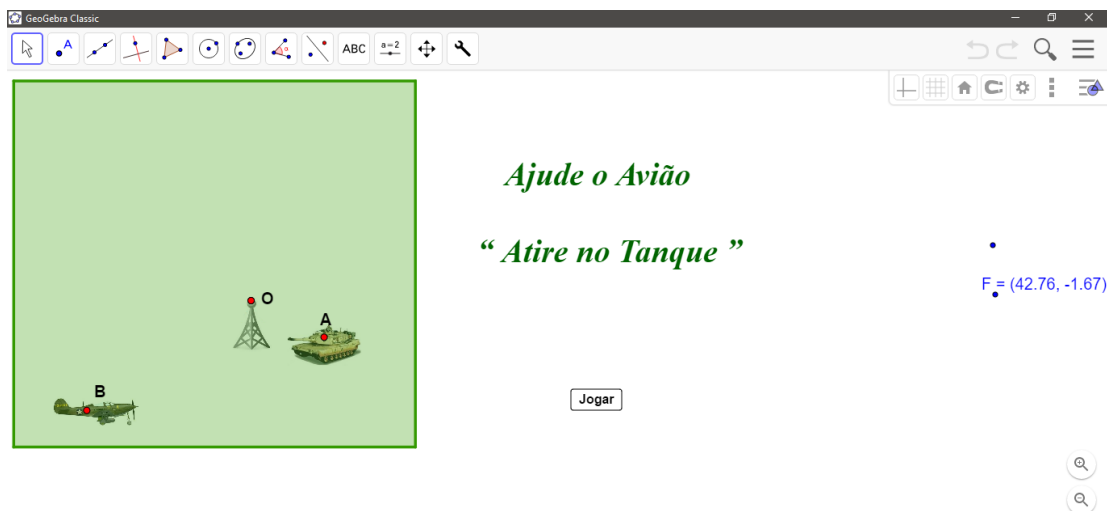 GeoGebra Classic
ABC
a=2
Ajude o Avião
“ Atire no Tanque ”
F = (42.76, -1.67)
O
A
B
Jogar